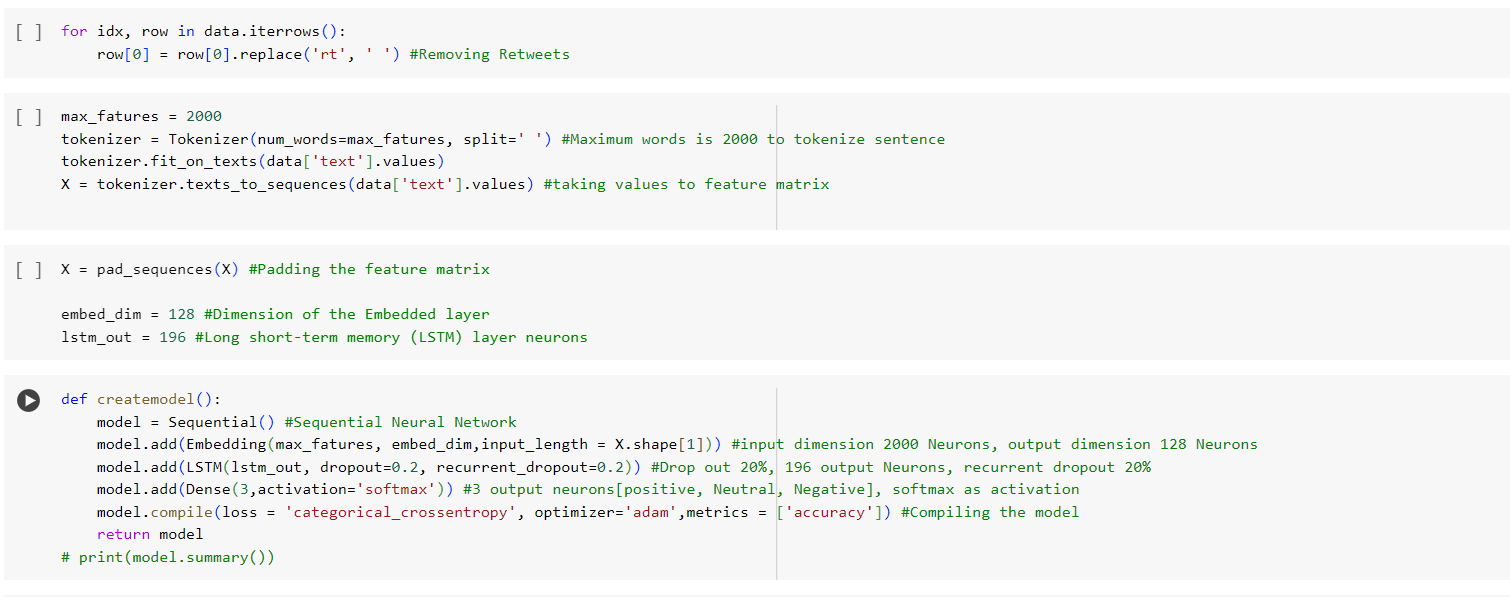 [ ] for idx, row in data.iterrows():
row[0] = row[0].replace('rt', ' ') #Removing Retweets
[ ] max_fatures = 2000
tokenizer = Tokenizer(num_words=max_fatures, split=' ') #Maximum words is 2000 to tokenize sentence
tokenizer.fit_on_texts(data['text'].values)
X = tokenizer.texts_to_sequences(data['text'].values) #taking values to feature matrix
[ ] X = pad_sequences(X) #Padding the feature matrix
embed_dim = 128 #Dimension of the Embedded layer
lstm_out = 196 #Long short-term memory (LSTM) layer neurons
def createmodel():
model = Sequential() #Sequential Neural Network
model.add(Embedding(max_fatures, embed_dim,input_length = X.shape[1])) #input dimension 2000 Neurons, output dimension 128 Neurons
model.add(LSTM(lstm_out, dropout=0.2, recurrent_dropout=0.2)) #Drop out 20%, 196 output Neurons, recurrent dropout 20%
model.add(Dense(3,activation='softmax')) #3 output neurons[positive, Neutral, Negative], softmax as activation
model.compile(loss = 'categorical_crossentropy', optimizer='adam',metrics = ['accuracy']) #Compiling the model
return model
# print(model.summary())